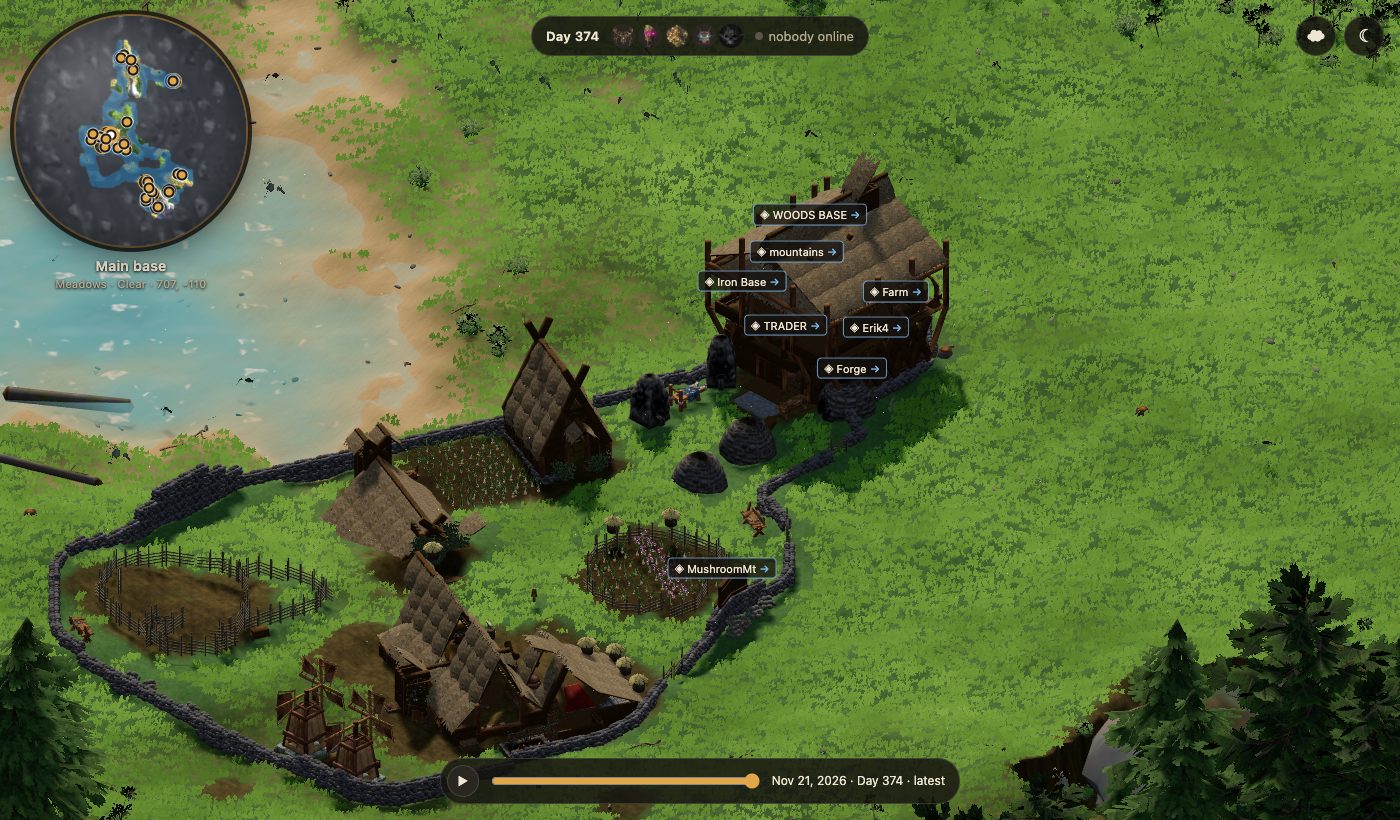 Day 374
nobody online
Main base
Meadows · Clear · 707, -110
WOODS BASE
mountains
Iron Base
Farm
TRADER
Erik4
Forge
MushroomMt
Nov 21, 2026 · Day 374 · latest